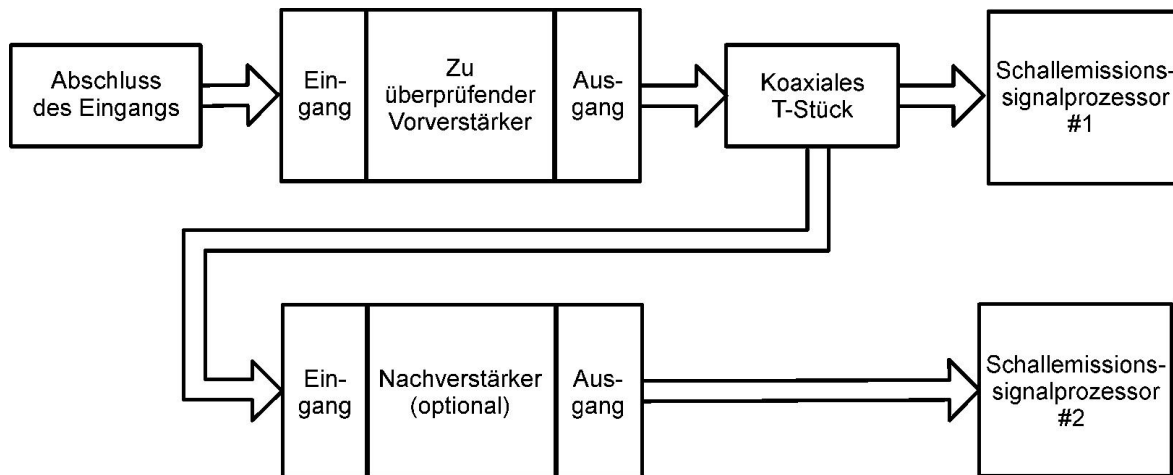 Abschluss
des Eingangs
Ein-
gang
Zu
überprüfender
Vorverstärker
Aus-
gang
Koaxiales
T-Stück
Schallemissions-
signalprozessor
#1
Ein-
gang
Nachverstärker
(optional)
Aus-
gang
Schallemissions-
signalprozessor
#2